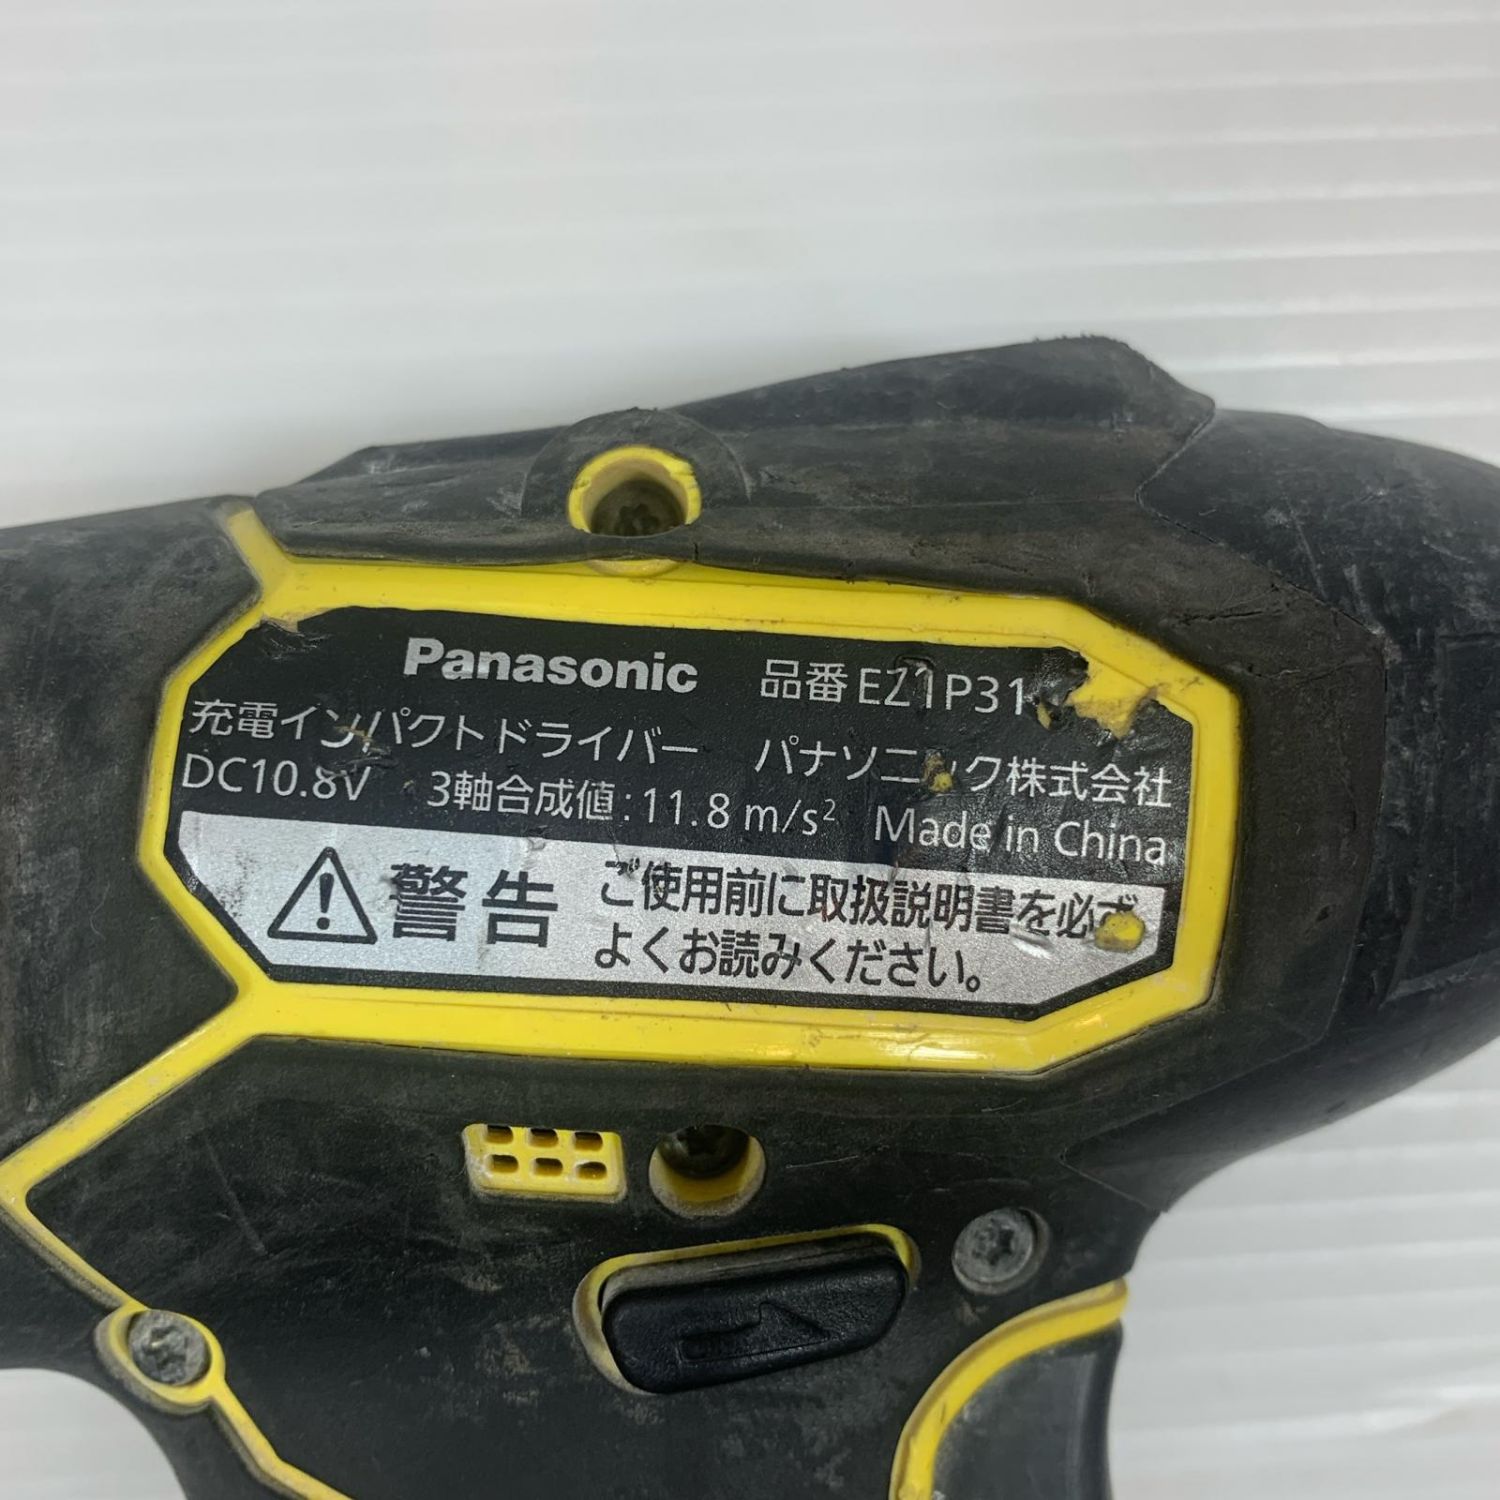 Panasonic 品番 EZ1P31
充電インパクトドライバー パナソニック株式会社
DC10.8V 3軸合成値:11.8 m/s² Made in China
警告 ご使用前に取扱説明書を必ず
よくお読みください。